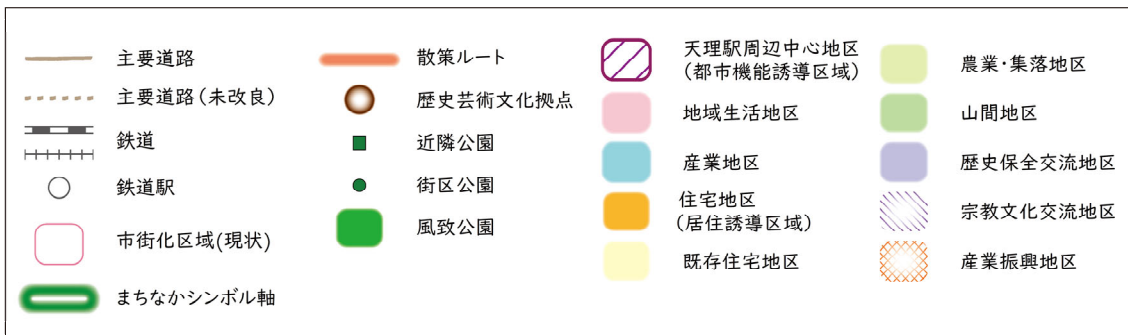 主要道路
主要道路(未改良)
鉄道
鉄道駅
市街化区域(現状)
まちなかシンボル軸
散策ルート
歴史芸術文化拠点
近隣公園
街区公園
風致公園
天理駅周辺中心地区
(都市機能誘導区域)
地域生活地区
産業地区
住宅地区
(居住誘導区域)
既存住宅地区
農業・集落地区
山間地区
歴史保全交流地区
宗教文化交流地区
産業振興地区